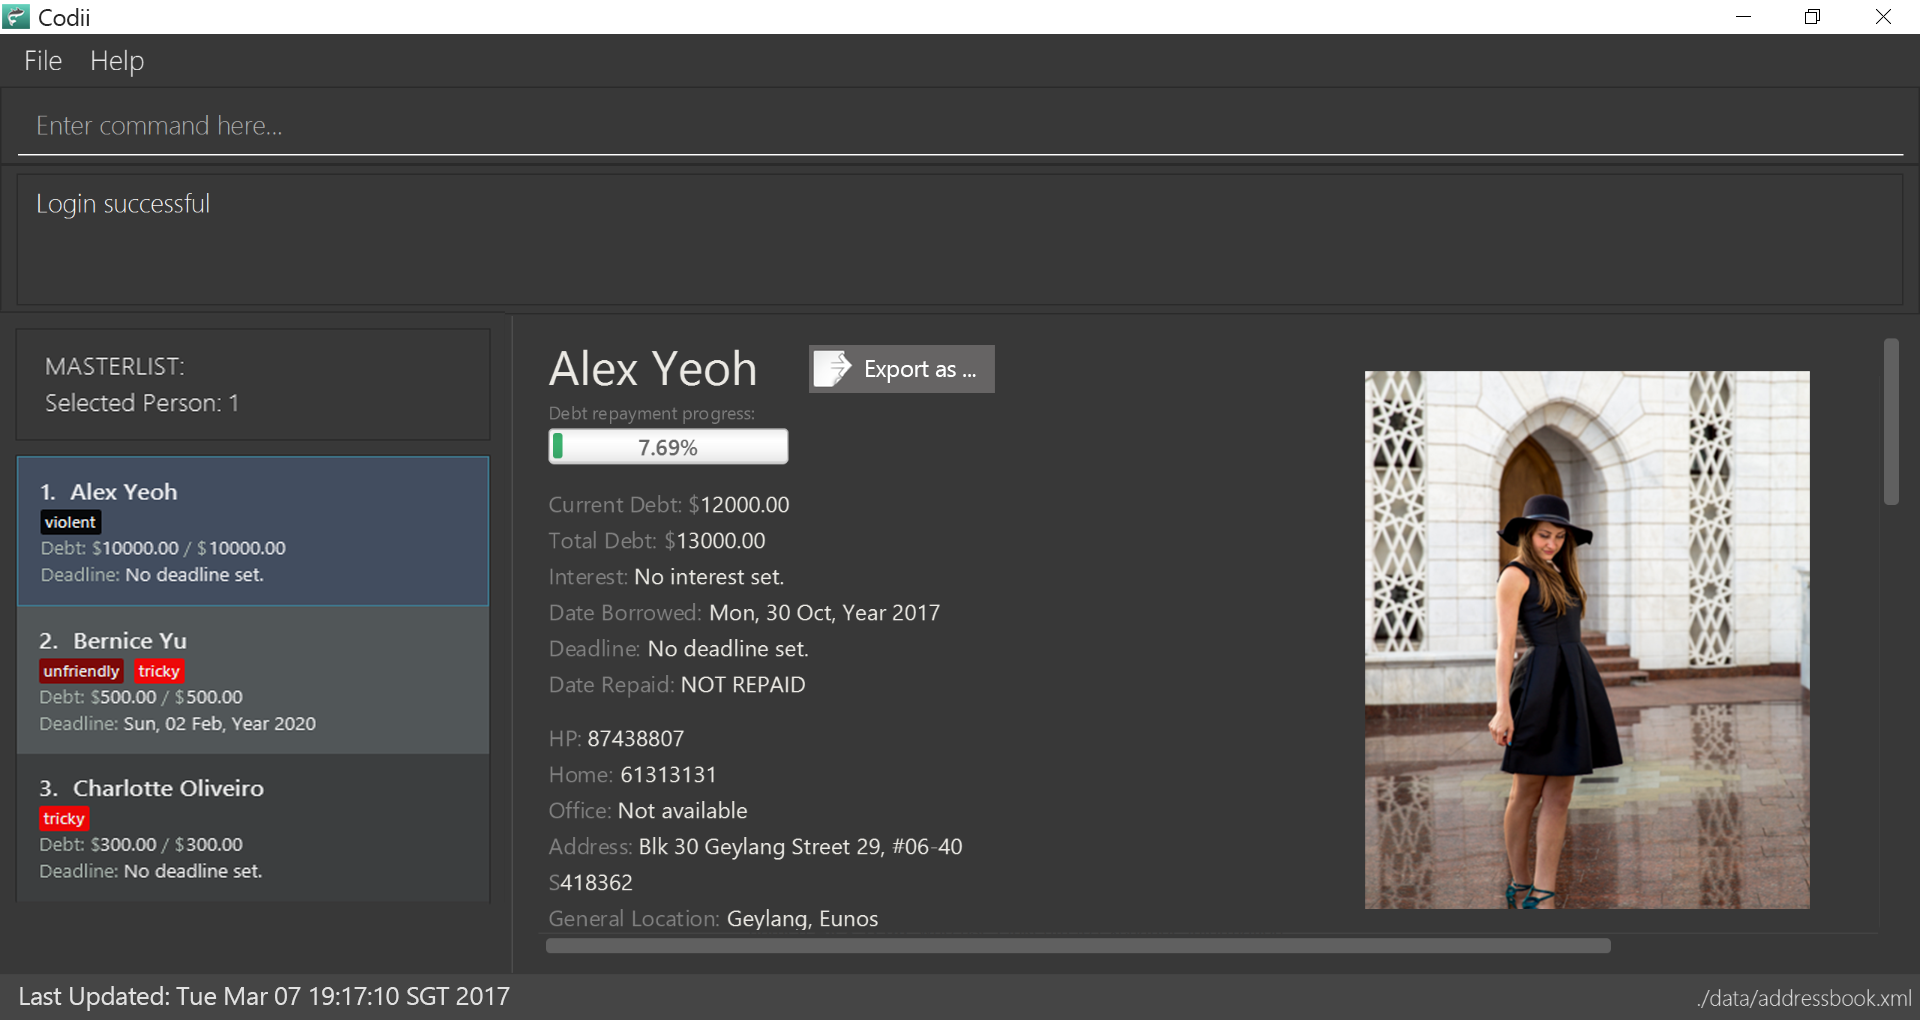 Codii
File Help
Enter command here...
Login successful
MASTERLIST:
Selected Person: 1
1. Alex Yeoh
violent
Debt: $10000.00 / $10000.00
Deadline: No deadline set.
2. Bernice Yu
unfriendly tricky
Debt: $500.00 / $500.00
Deadline: Sun, 02 Feb, Year 2020
3. Charlotte Oliveiro
tricky
Debt: $300.00 / $300.00
Deadline: No deadline set.
Alex Yeoh
Export as ...
Debt repayment progress:
7.69%
Current Debt: $12000.00
Total Debt: $13000.00
Interest: No interest set.
Date Borrowed: Mon, 30 Oct, Year 2017
Deadline: No deadline set.
Date Repaid: NOT REPAID
HP: 87438807
Home: 61313131
Office: Not available
Address: Blk 30 Geylang Street 29, #06-40
S418362
General Location: Geylang, Eunos
Last Updated: Tue Mar 07 19:17:10 SGT 2017
./data/addressbook.xml